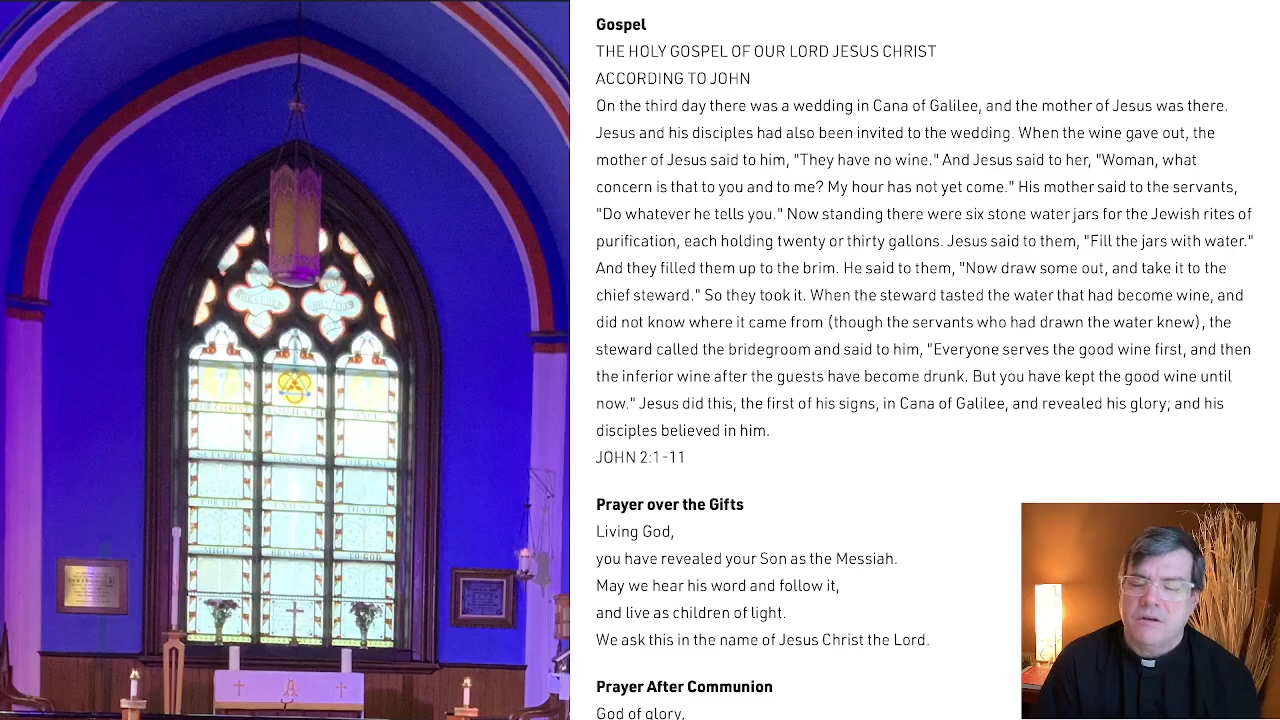 Gospel
THE HOLY GOSPEL OF OUR LORD JESUS CHRIST
ACCORDING TO JOHN
On the third day there was a wedding in Cana of Galilee, and the mother of Jesus was there.
Jesus and his disciples had also been invited to the wedding. When the wine gave out, the
mother of Jesus said to him, "They have no wine." And Jesus said to her, "Woman, what
concern is that to you and to me? My hour has not yet come." His mother said to the servants,
"Do whatever he tells you." Now standing there were six stone water jars for the Jewish rites of
purification, each holding twenty or thirty gallons. Jesus said to them, "Fill the jars with water."
And they filled them up to the brim. He said to them, "Now draw some out, and take it to the
chief steward." So they took it. When the steward tasted the water that had become wine, and
did not know where it came from (though the servants who had drawn the water knew), the
steward called the bridegroom and said to him, "Everyone serves the good wine first, and then
the inferior wine after the guests have become drunk. But you have kept the good wine until
now." Jesus did this, the first of his signs, in Cana of Galilee, and revealed his glory; and his
disciples believed in him.
JOHN 2:1-11
Prayer over the Gifts
Living God,
you have revealed your Son as the Messiah.
May we hear his word and follow it,
and live as children of light.
We ask this in the name of Jesus Christ the Lord.
Prayer After Communion
God of glory,
SUFFERED
FOR THE
MIGHT BRING US TO GOD